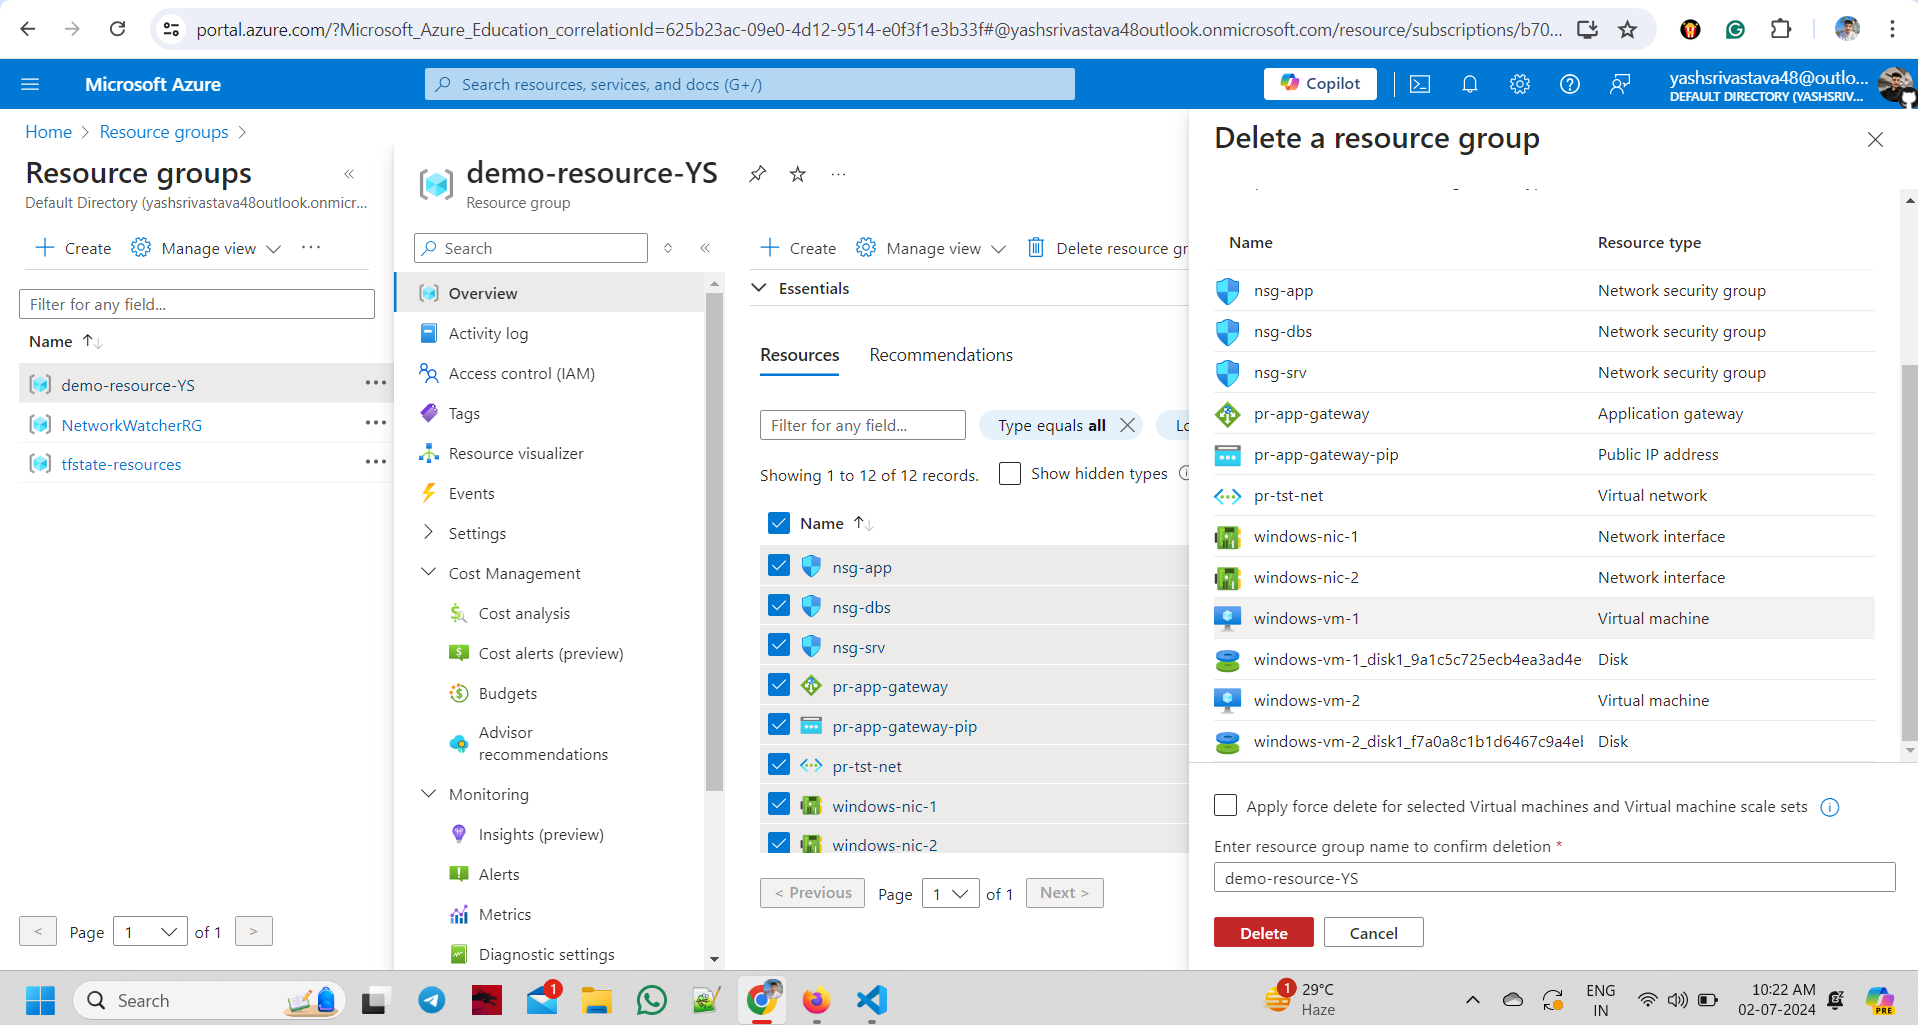 portal.azure.com/?Microsoft_Azure_Education_correlationId=625b23ac-09e0-4d12-9514-e0f3f1e3b33f#@yashsrivastava48outlook.onmicrosoft.com/resource/subscriptions/b70...
Microsoft Azure
Search resources, services, and docs (G+/)
Copilot
yashsrivastava48@outlo...
DEFAULT DIRECTORY (YASHSRIV...
Home > Resource groups >
Resource groups
«
Default Directory (yashsrivastava48outlook.onmicr...
+ Create
Manage view
...
Filter for any field...
Name
demo-resource-YS
NetworkWatcherRG
tfstate-resources
< Page 1 of 1 >
demo-resource-YS
...
Resource group
Search
«
Overview
Activity log
Access control (IAM)
Tags
Resource visualizer
Events
Settings
Cost Management
Cost analysis
Cost alerts (preview)
Budgets
Advisor
recommendations
Monitoring
Insights (preview)
Alerts
Metrics
Diagnostic settings
+ Create
Manage view
Delete resource gr
Essentials
Resources Recommendations
Filter for any field...
Type equals all
Lo
Showing 1 to 12 of 12 records.
Show hidden types
Name
nsg-app
nsg-dbs
nsg-srv
pr-app-gateway
pr-app-gateway-pip
pr-tst-net
windows-nic-1
windows-nic-2
< Previous Page 1 of 1 Next >
Delete a resource group
Name Resource type
nsg-app Network security group
nsg-dbs Network security group
nsg-srv Network security group
pr-app-gateway Application gateway
pr-app-gateway-pip Public IP address
pr-tst-net Virtual network
windows-nic-1 Network interface
windows-nic-2 Network interface
windows-vm-1 Virtual machine
windows-vm-1_disk1_9a1c5c725ecb4ea3ad4e Disk
windows-vm-2 Virtual machine
windows-vm-2_disk1_f7a0a8c1b1d6467c9a4e Disk
Apply force delete for selected Virtual machines and Virtual machine scale sets
Enter resource group name to confirm deletion *
demo-resource-YS
Delete Cancel
Search
1
1
29°C
Haze
ENG
IN
10:22 AM
02-07-2024
PRE